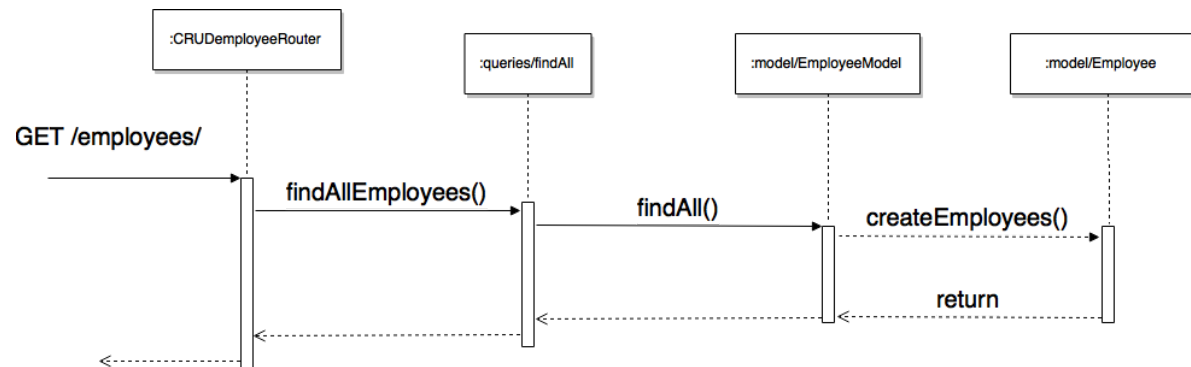 :CRUDemployeeRouter
:queries/findAll
:model/EmployeeModel
:model/Employee
GET /employees/
findAllEmployees()
findAll()
createEmployees()
return